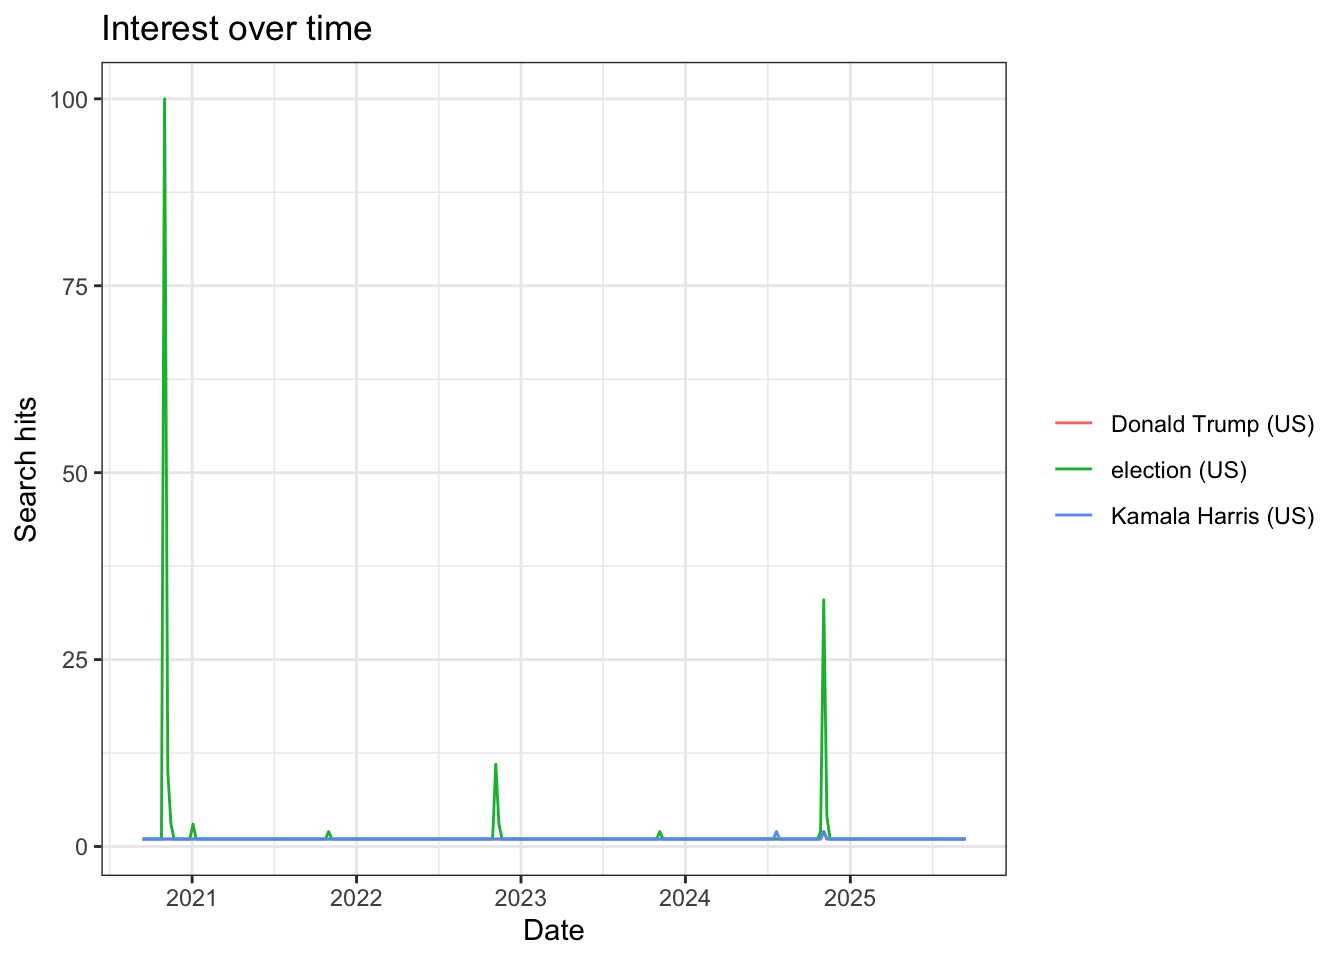 Interest over time
100
75
50
25
0
Search hits
2021
2022
2023
2024
2025
Date
Donald Trump (US)
election (US)
Kamala Harris (US)